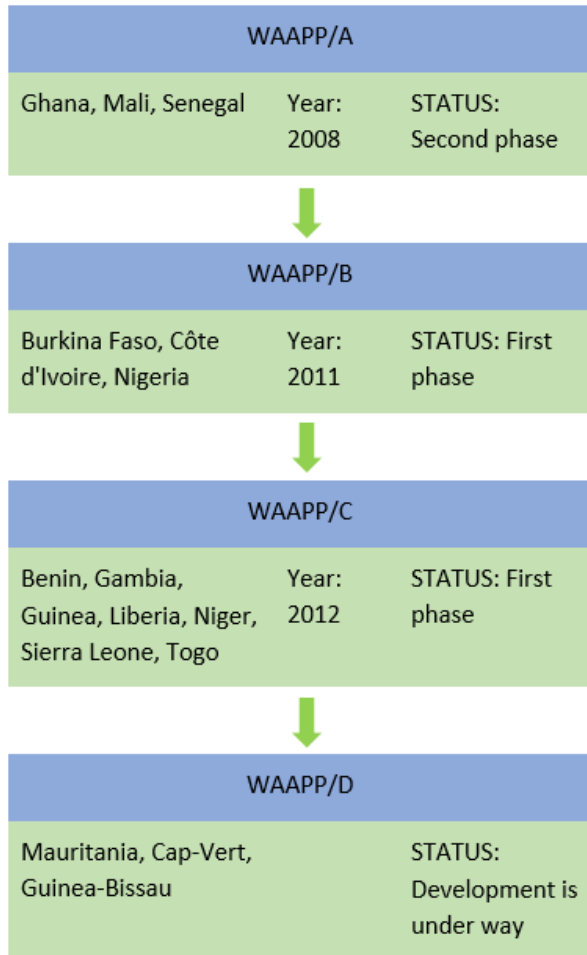 WAAPP/A
Ghana, Mali, Senegal
Year:
2008
STATUS:
Second phase
WAAPP/B
Burkina Faso, Côte
d'Ivoire, Nigeria
Year:
2011
STATUS: First
phase
WAAPP/C
Benin, Gambia,
Guinea, Liberia, Niger,
Sierra Leone, Togo
Year:
2012
STATUS: First
phase
WAAPP/D
Mauritania, Cap-Vert,
Guinea-Bissau
STATUS:
Development is
under way